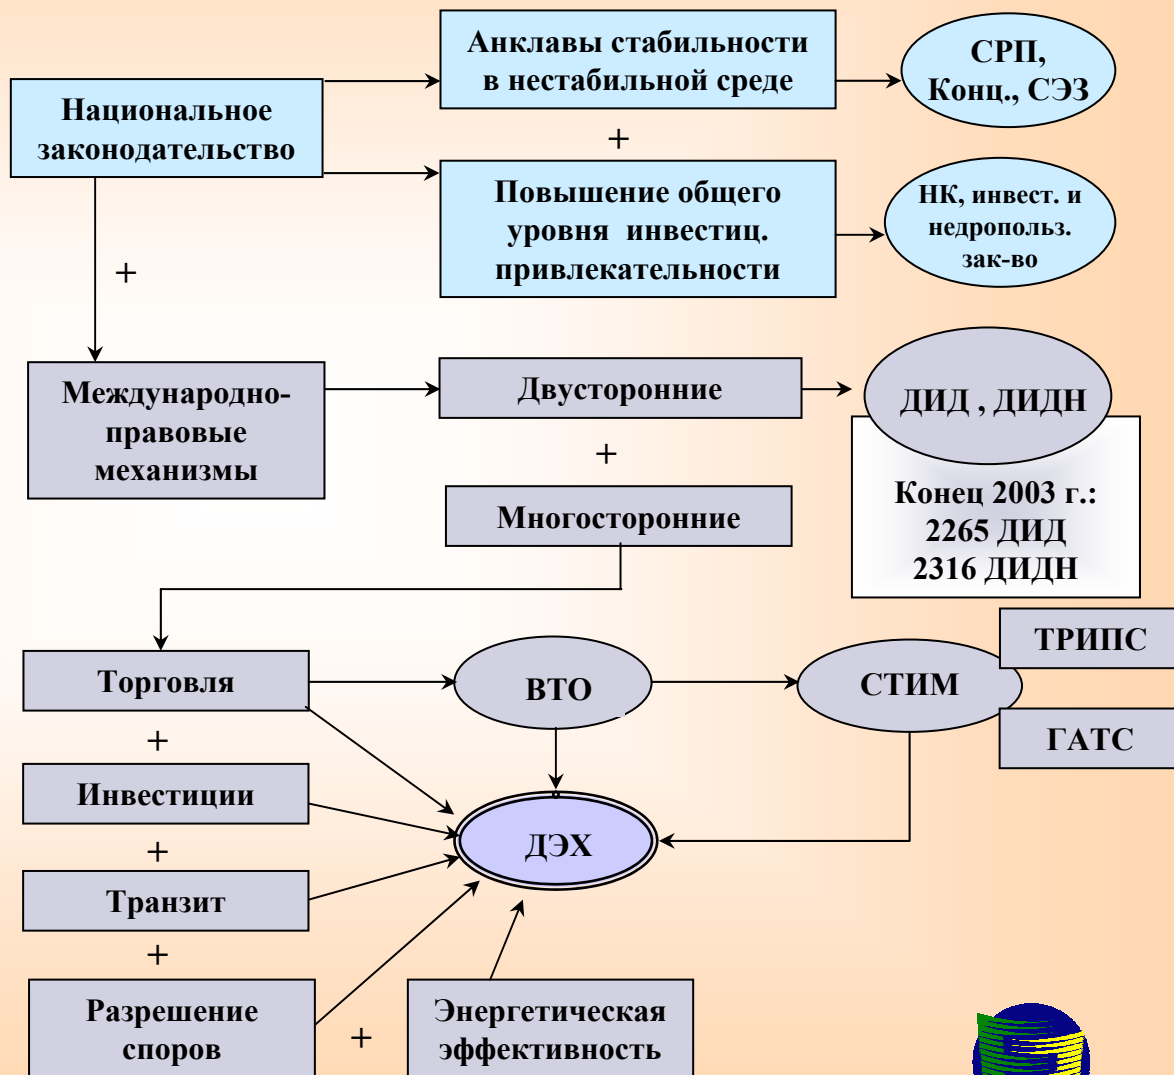 Анклавы стабильности
в нестабильной среде
СРП,
Конц., СЭЗ
Национальное
законодательство
+
Повышение общего
уровня инвестиц.
привлекательности
НК, инвест. и
недропольз.
зак-во
+
Международно-
правовые
механизмы
Двусторонние
ДИД , ДИДН
+
Конец 2003 г.:
2265 ДИД
2316 ДИДН
Многосторонние
ТРИПС
Торговля
ВТО
СТИМ
ГАТС
+
Инвестиции
ДЭХ
+
Транзит
+
Разрешение
споров
+
Энергетическая
эффективность